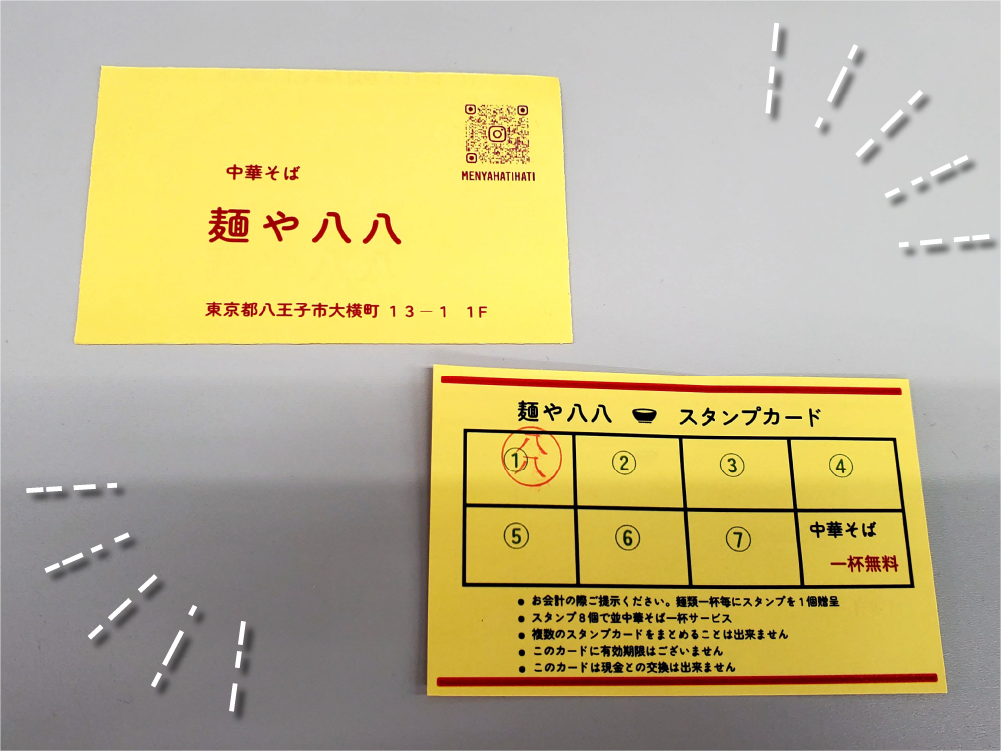 MENYAHATIHATI
中華そば
麺や八八
東京都八王子市大横町 13－1 1F
麺や八八 スタンプカード
① 八八 ② ③ ④
⑤ ⑥ ⑦ 中華そば
一杯無料
● お会計の際ご提示ください。麺類一杯毎にスタンプを1個贈呈
● スタンプ8個で並中華そば一杯サービス
● 複数のスタンプカードをまとめることは出来ません
● このカードに有効期限はございません
● このカードは現金との交換は出来ません